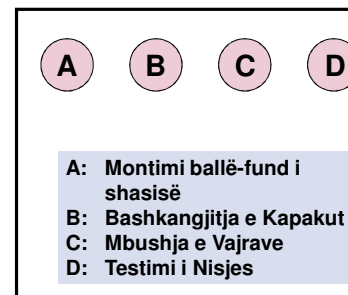 A B C D
A: Montimi ballë-fund i
shasisë
B: Bashkangjitja e Kapakut
C: Mbushja e Vajrave
D: Testimi i Nisjes